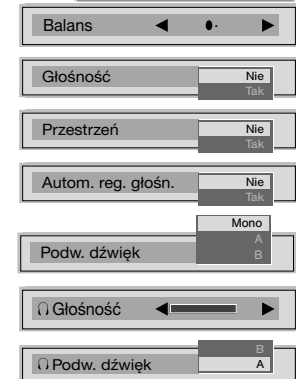 Balans
Głośność Nie
Tak
Przestrzeń Nie
Tak
Autom. reg. głośn. Nie
Tak
Mono
A
Podw. dźwięk B
Głośność
B
Podw. dźwięk A